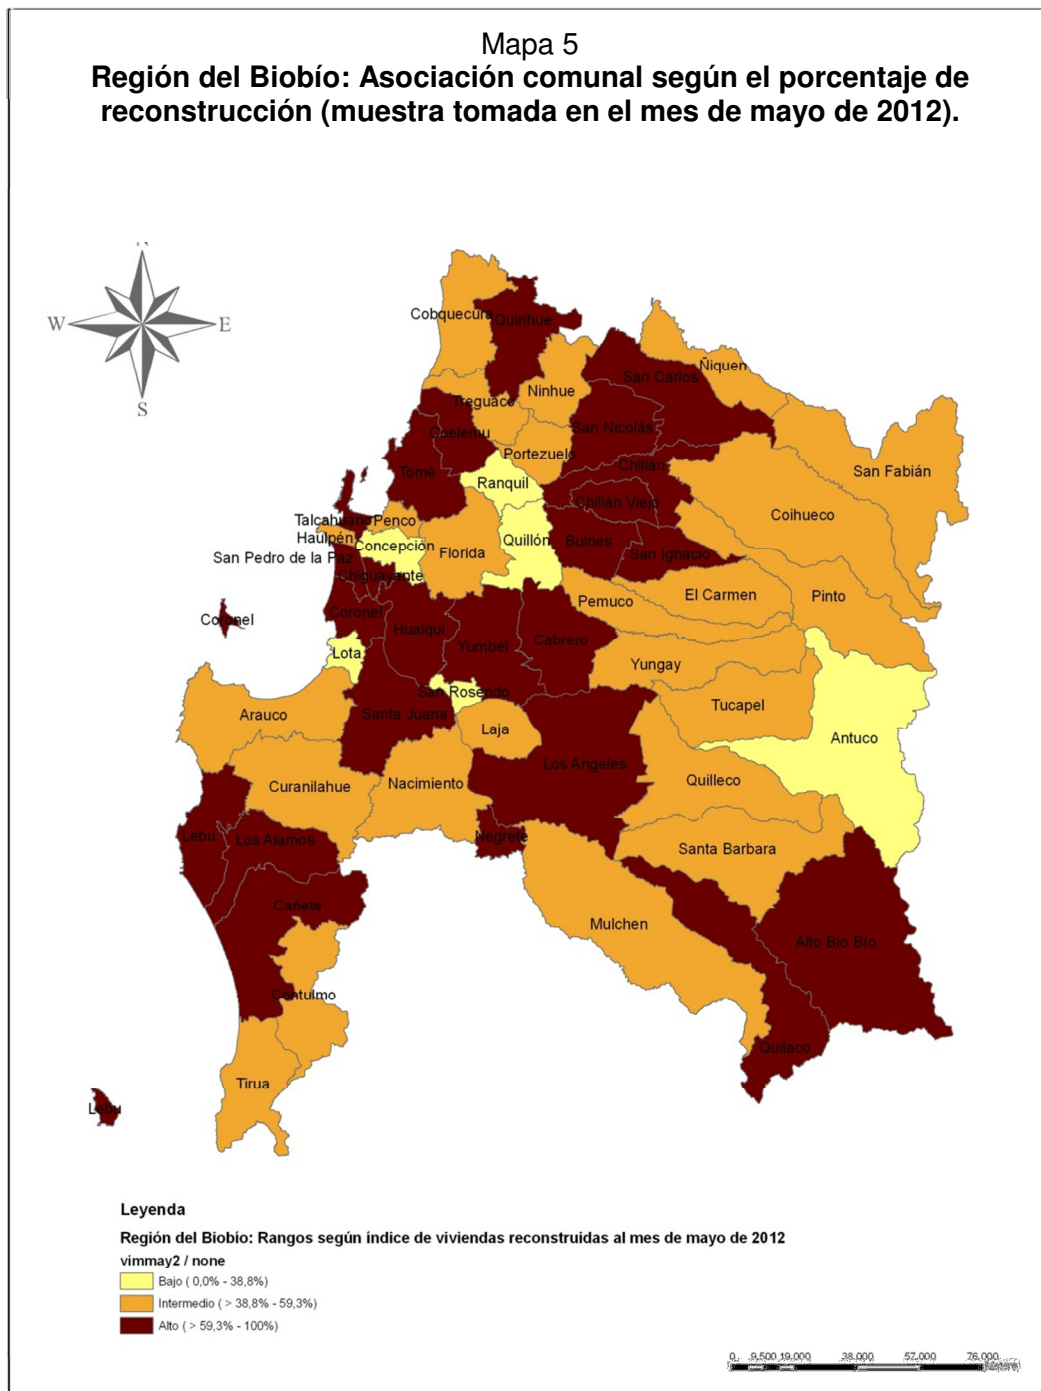 Mapa 5
Región del Biobío: Asociación comunal según el porcentaje de
reconstrucción (muestra tomada en el mes de mayo de 2012).
N
W
E
S
Cobquecura
Quirihue
Ñiquen
San Carlos
Ninhue
Treguaco
Coelemu
San Nicolás
Portezuelo
Chillán
San Fabián
Tomé
Ranquil
Chillán Viejo
Coihueco
Talcahuano
Penco
Haulpén
Concepción
Florida
Quillón
Bulnes
San Ignacio
San Pedro de la Paz
Chiguayante
Pemuco
El Carmen
Pinto
Coronel
Coronel
Hualqui
Yumbel
Cabrero
Lota
Yungay
San Rosendo
Tucapel
Arauco
Santa Juana
Laja
Antuco
Los Angeles
Curanilahue
Nacimiento
Quilleco
Lebu
Los Alamos
Negrete
Santa Barbara
Cañete
Mulchen
Alto Bio Bio
Contulmo
Quilaco
Tirua
Lebu
Leyenda
Región del Biobío: Rangos según índice de viviendas reconstruidas al mes de mayo de 2012
vimmay2 / none
Bajo ( 0,0% - 38,8%)
Intermedio ( > 38,8% - 59,3%)
Alto ( > 59,3% - 100%)
0 9.500 19.000 38.000 57.000 76.000